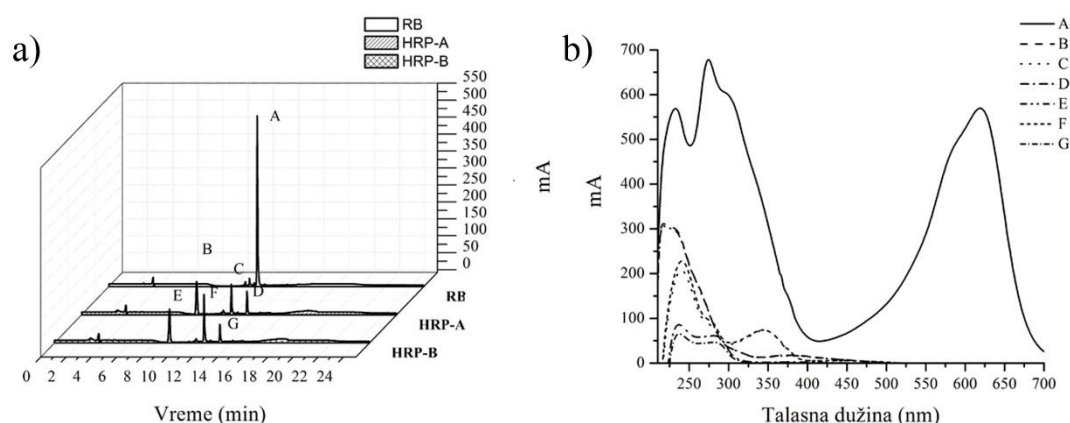 a)
RB
HRP-A
HRP-B
550
500
450
400
350
300
250
200
150
100
50
0
mA
A
B
C
D
E
F
G
RB
HRP-A
HRP-B
0 2 4 6 8 10 12 14 16 18 20 22 24
Vreme (min)
b)
A
B
C
D
E
F
G
mA
700
600
500
400
300
200
100
0
250 300 350 400 450 500 550 600 650 700
Talasna dužina (nm)